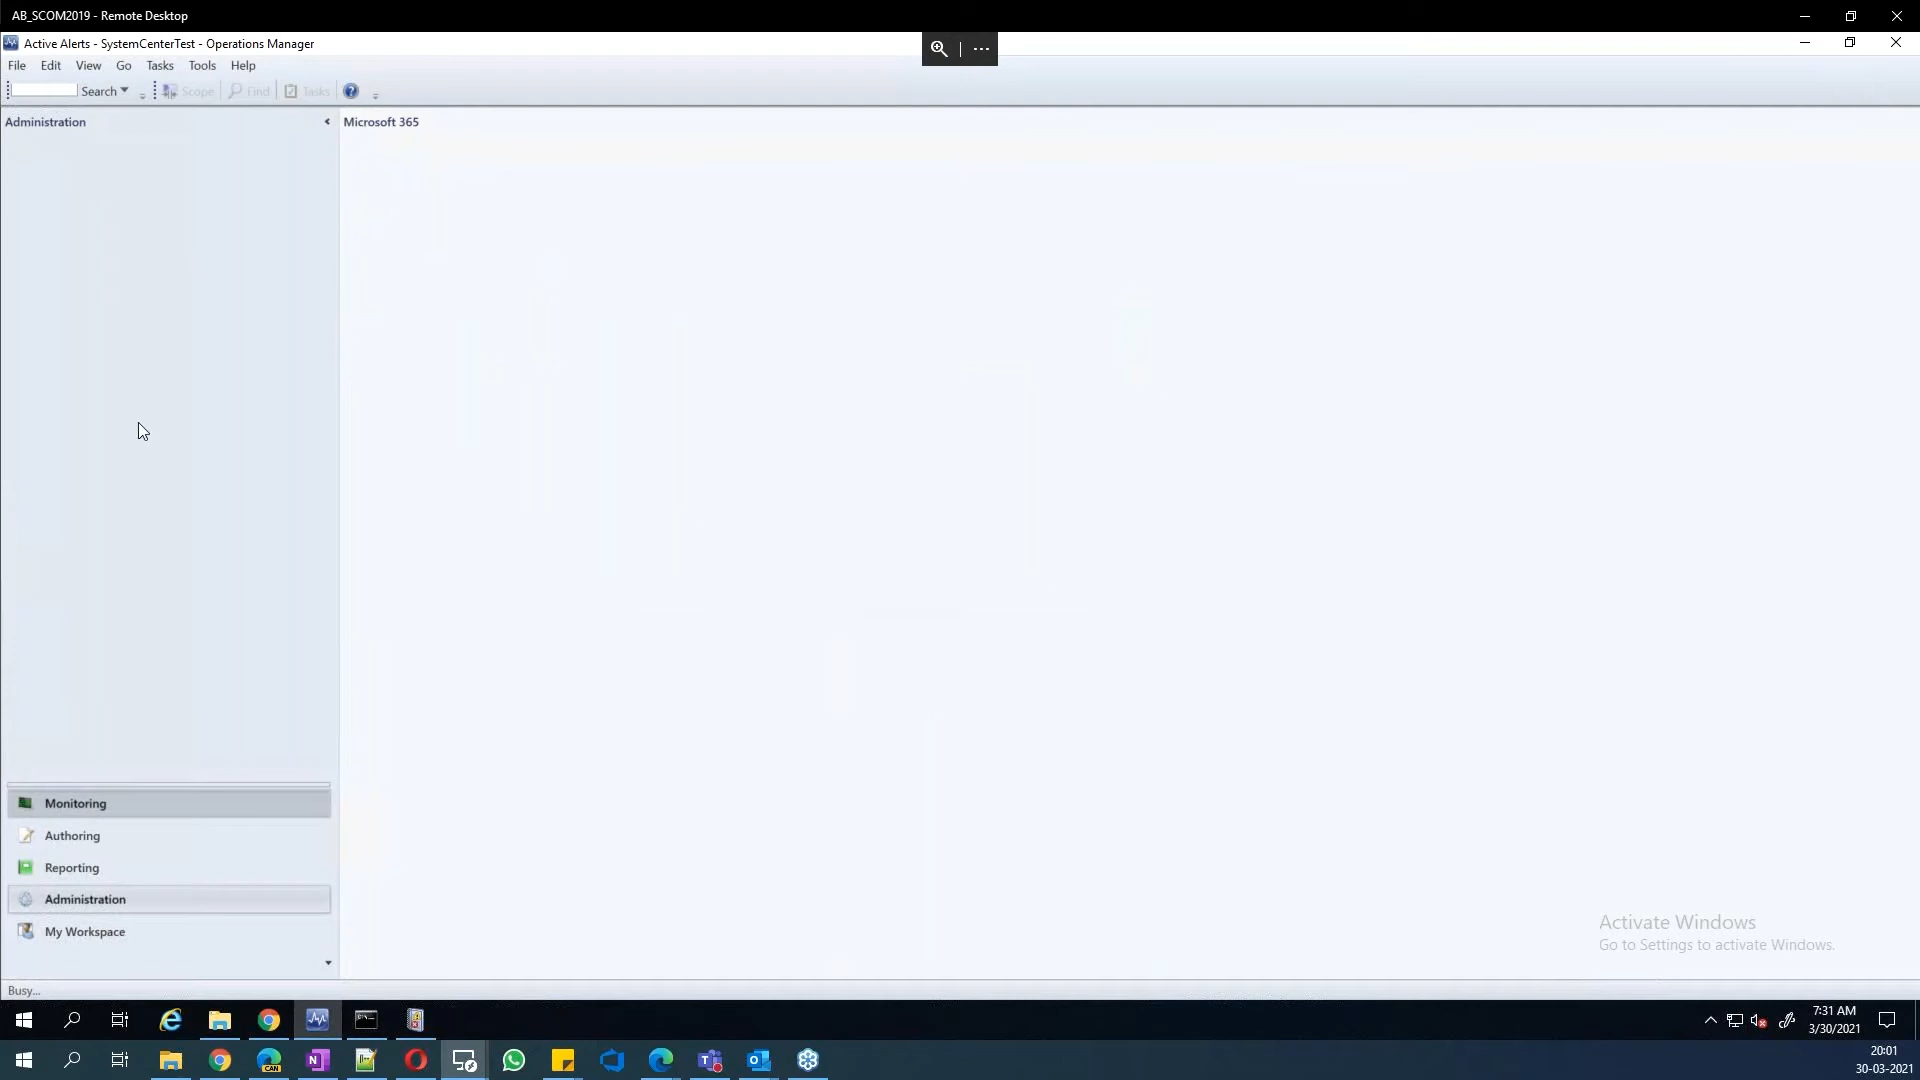 AB_SCOM2019 - Remote Desktop
Active Alerts - SystemCenterTest - Operations Manager
File Edit View Go Tasks Tools Help
Search Scope Find Tasks
Administration
Microsoft 365
Monitoring
Authoring
Reporting
Administration
My Workspace
Activate Windows
Go to Settings to activate Windows.
Busy...
7:31 AM
3/30/2021
CAN
20:01
30-03-2021